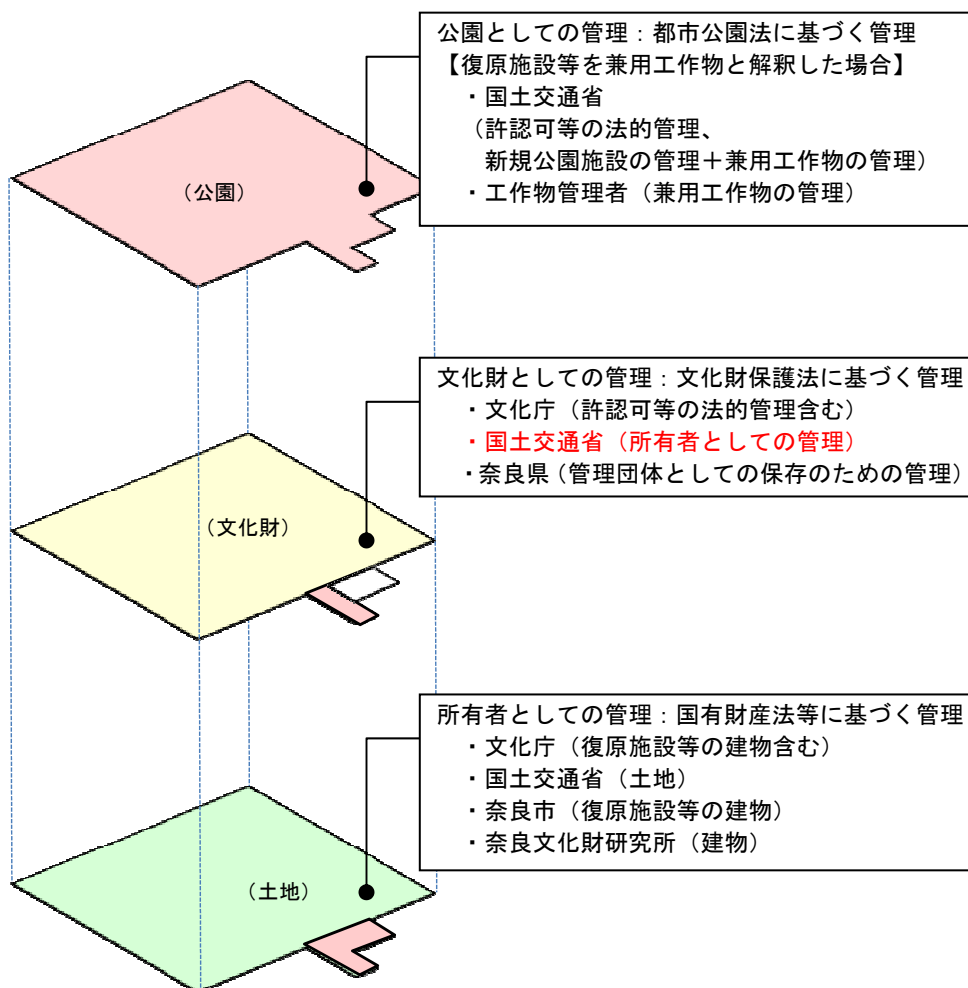 公園としての管理：都市公園法に基づく管理
【復原施設等を兼用工作物と解釈した場合】
・国土交通省
（許認可等の法的管理、
新規公園施設の管理＋兼用工作物の管理）
・工作物管理者（兼用工作物の管理）
（公園）
文化財としての管理：文化財保護法に基づく管理
・文化庁（許認可等の法的管理含む）
・国土交通省（所有者としての管理）
・奈良県（管理団体としての保存のための管理）
（文化財）
所有者としての管理：国有財産法等に基づく管理
・文化庁（復原施設等の建物含む）
・国土交通省（土地）
・奈良市（復原施設等の建物）
・奈良文化財研究所（建物）
（土地）